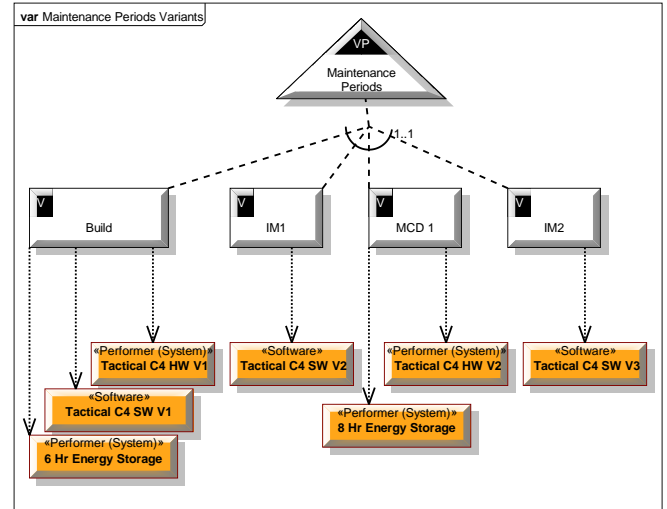 var Maintenance Periods Variants
VP
Maintenance
Periods
1..1
V
Build
V
IM1
V
MCD 1
V
IM2
«Performer (System)»
Tactical C4 HW V1
«Software»
Tactical C4 SW V2
«Performer (System)»
Tactical C4 HW V2
«Software»
Tactical C4 SW V3
«Software»
Tactical C4 SW V1
«Performer (System)»
8 Hr Energy Storage
«Performer (System)»
6 Hr Energy Storage